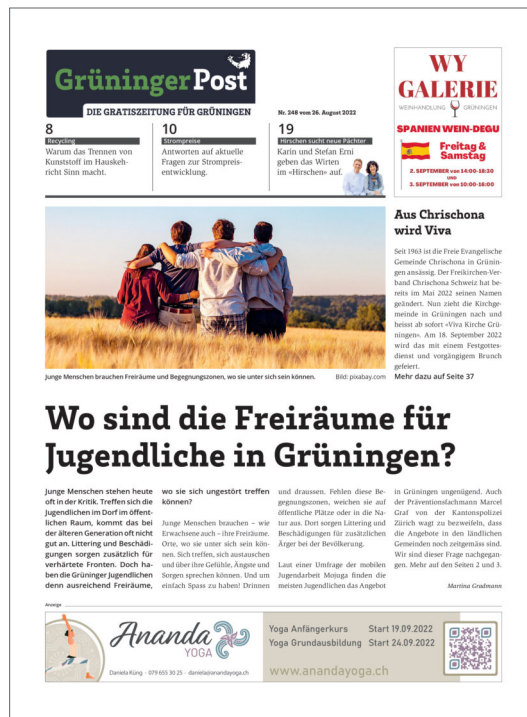 GrüningerPost
DIE GRATISZEITUNG FÜR GRÜNINGEN
Nr. 248 vom 26. August 2022
8
Recycling
Warum das Trennen von
Kunststoff im Hauskeh-
richt Sinn macht.
10
Strompreise
Antworten auf aktuelle
Fragen zur Strompreis-
entwicklung.
19
Hirschen sucht neue Pächter
Karin und Stefan Erni
geben das Wirten
im «Hirschen» auf.
WY
GALERIE
WEINHANDLUNG GRÜNINGEN
SPANIEN WEIN-DEGU
Freitag &
Samstag
2. SEPTEMBER von 14:00-18:30
UND
3. SEPTEMBER von 10:00-16:00
Junge Menschen brauchen Freiräume und Begegnungszonen, wo sie unter sich sein können.
Bild: pixabay.com
Aus Chrischona
wird Viva
Seit 1963 ist die Freie Evangelische
Gemeinde Chrischona in Grünin-
gen ansässig. Der Freikirchen-Ver-
band Chrischona Schweiz hat be-
reits im Mai 2022 seinen Namen
geändert. Nun zieht die Kirchge-
meinde in Grüningen nach und
heisst ab sofort «Viva Kirche Grü-
ningen». Am 18. September 2022
wird das mit einem Festgottes-
dienst und vorgängigem Brunch
gefeiert.
Mehr dazu auf Seite 37
Wo sind die Freiräume für
Jugendliche in Grüningen?
Junge Menschen stehen heute
oft in der Kritik. Treffen sich die
Jugendlichen im Dorf im öffent-
lichen Raum, kommt das bei
der älteren Generation oft nicht
gut an. Littering und Beschädi-
gungen sorgen zusätzlich für
verhärtete Fronten. Doch ha-
ben die Grüninger Jugendlichen
denn ausreichend Freiräume,
wo sie sich ungestört treffen
können?
Junge Menschen brauchen – wie
Erwachsene auch – ihre Freiräume.
Orte, wo sie unter sich sein kön-
nen. Sich treffen, sich austauschen
und über ihre Gefühle, Ängste und
Sorgen sprechen können. Und um
einfach Spass zu haben! Drinnen
und draussen. Fehlen diese Be-
gegnungszonen, weichen sie auf
öffentliche Plätze oder in die Na-
tur aus. Dort sorgen Littering und
Beschädigungen für zusätzlichen
Ärger bei der Bevölkerung.
Laut einer Umfrage der mobilen
Jugendarbeit Mojuga finden die
meisten Jugendlichen das Angebot
in Grüningen ungenügend. Auch
der Präventionsfachmann Marcel
Graf von der Kantonspolizei
Zürich wagt zu bezweifeln, dass
die Angebote in den ländlichen
Gemeinden noch zeitgemäss sind.
Wir sind dieser Frage nachgegan-
gen. Mehr auf den Seiten 2 und 3.
Martina Gradmann
Anzeige
Ananda
YOGA
Daniela Küng · 079 655 30 25 · daniela@anandayoga.ch
Yoga Anfängerkurs Start 19.09.2022
Yoga Grundausbildung Start 24.09.2022
www.anandayoga.ch